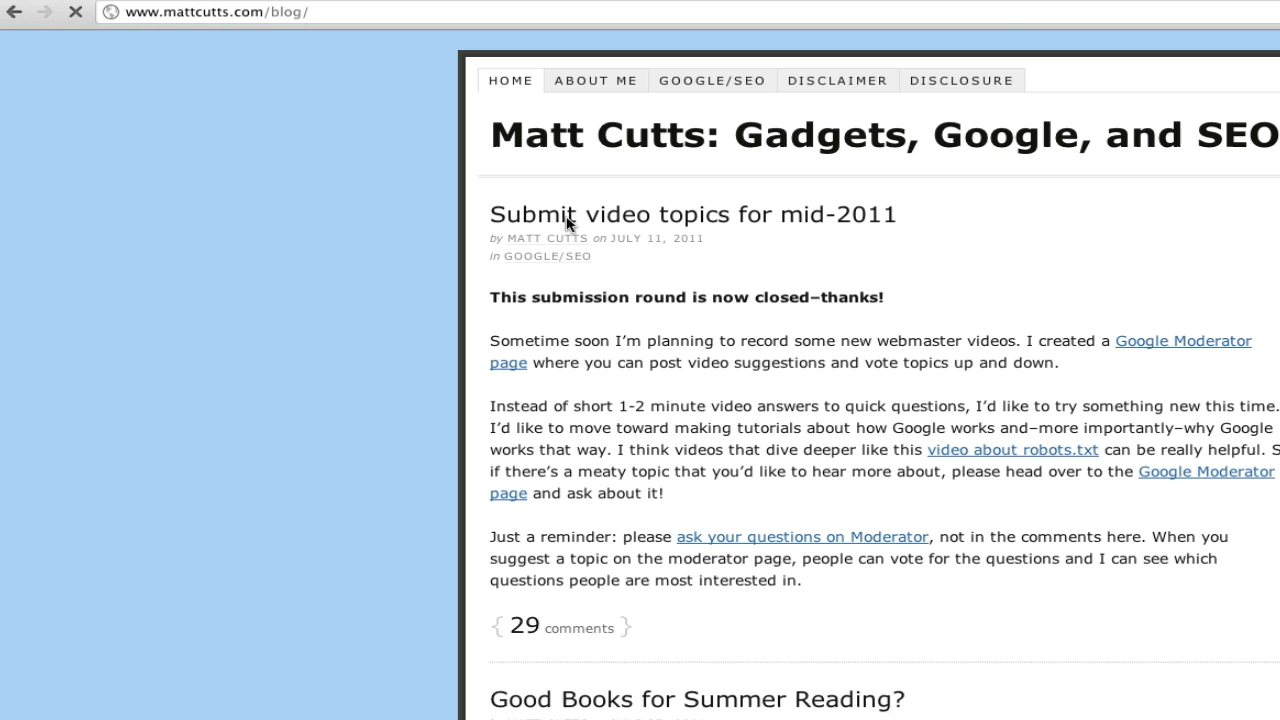 www.mattcutts.com/blog/
HOME ABOUT ME GOOGLE/SEO DISCLAIMER DISCLOSURE
Matt Cutts: Gadgets, Google, and SEO
Submit video topics for mid-2011
by MATT CUTTS on JULY 11, 2011
in GOOGLE/SEO
This submission round is now closed–thanks!
Sometime soon I’m planning to record some new webmaster videos. I created a Google Moderator
page where you can post video suggestions and vote topics up and down.
Instead of short 1-2 minute video answers to quick questions, I’d like to try something new this time.
I’d like to move toward making tutorials about how Google works and–more importantly–why Google
works that way. I think videos that dive deeper like this video about robots.txt can be really helpful. S
if there’s a meaty topic that you’d like to hear more about, please head over to the Google Moderator
page and ask about it!
Just a reminder: please ask your questions on Moderator, not in the comments here. When you
suggest a topic on the moderator page, people can vote for the questions and I can see which
questions people are most interested in.
{ 29 comments }
Good Books for Summer Reading?